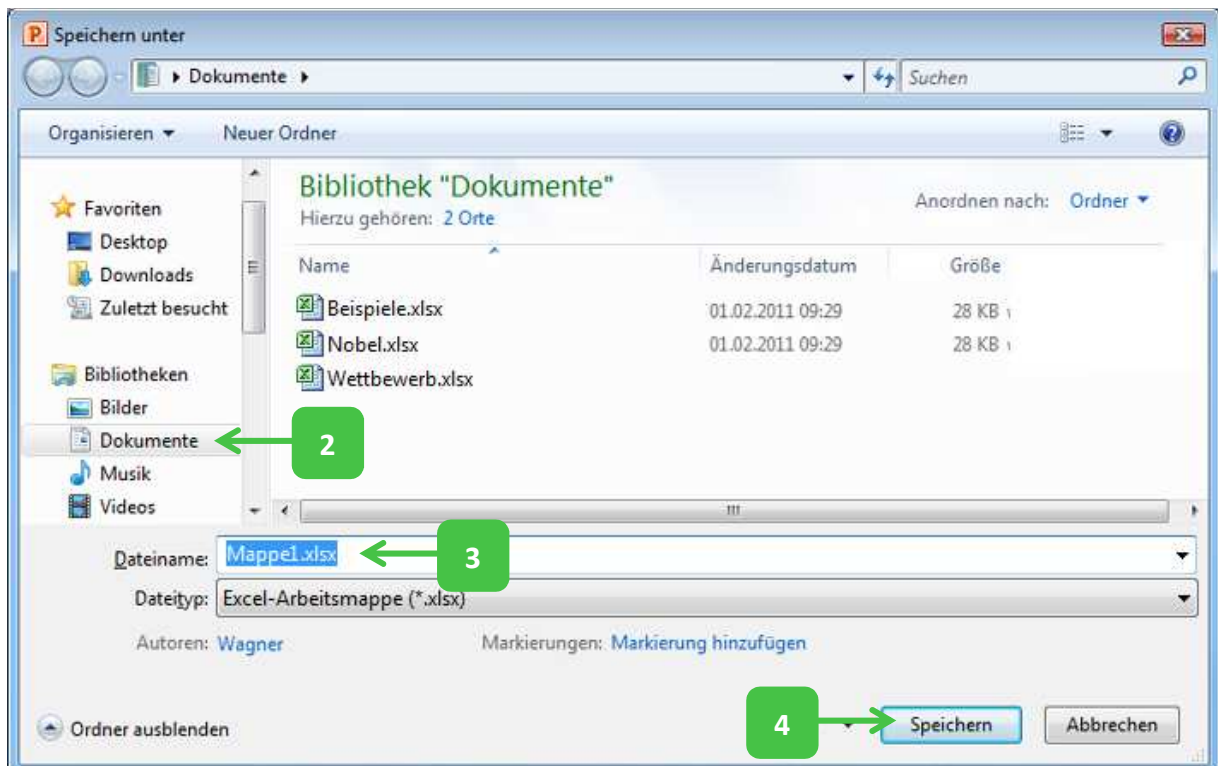 Speichern unter
Dokumente
Suchen
Organisieren
Neuer Ordner
Favoriten
Desktop
Downloads
Zuletzt besucht
Bibliotheken
Bilder
Dokumente
Musik
Videos
Bibliothek "Dokumente"
Hierzu gehören: 2 Orte
Anordnen nach: Ordner
Name Änderungsdatum Größe
Beispiele.xlsx 01.02.2011 09:29 28 KB
Nobel.xlsx 01.02.2011 09:29 28 KB
Wettbewerb.xlsx
2
Dateiname: Mappe1.xlsx
3
Dateityp: Excel-Arbeitsmappe (*.xlsx)
Autoren: Wagner Markierungen: Markierung hinzufügen
Ordner ausblenden
4
Speichern
Abbrechen